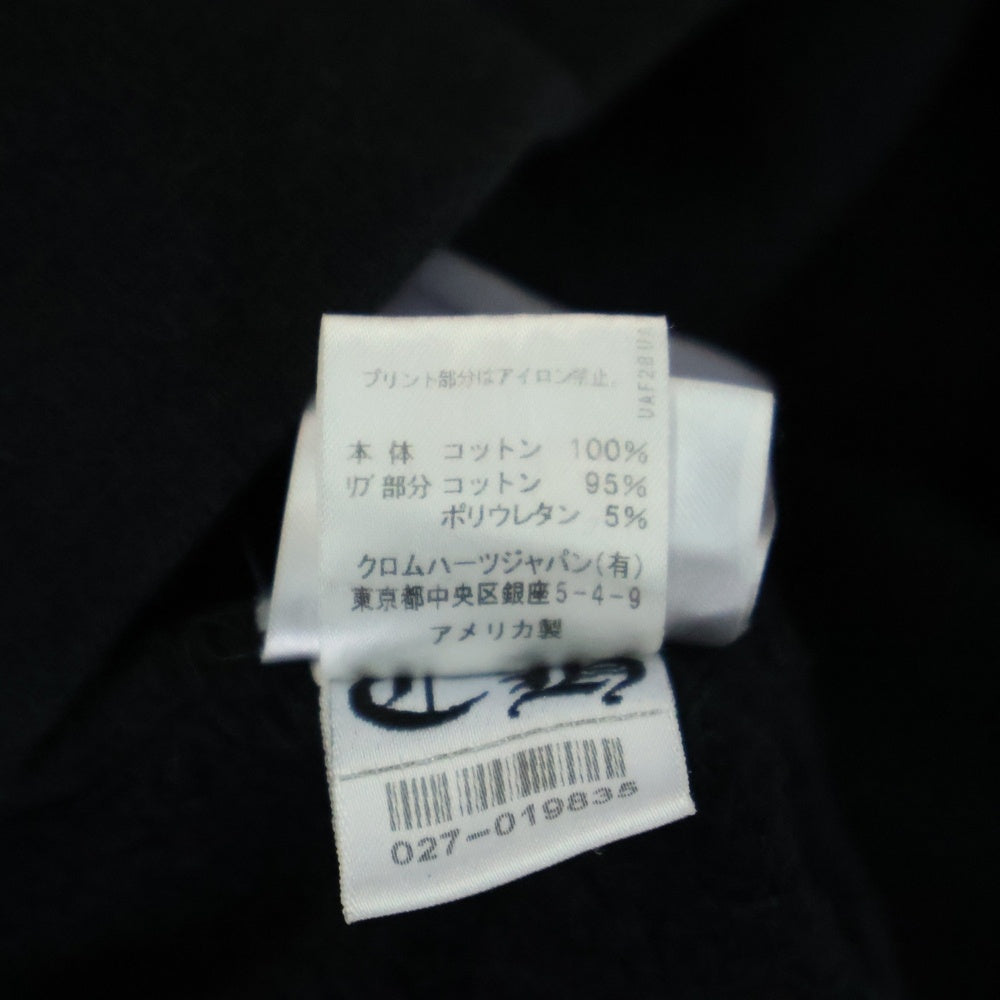 プリント部分はアイロン禁止。
UAF28UA
本体 コットン 100%
リブ部分 コットン 95%
ポリウレタン 5%
クロムハーツジャパン(有)
東京都中央区銀座5-4-9
アメリカ製
CH
027-019835